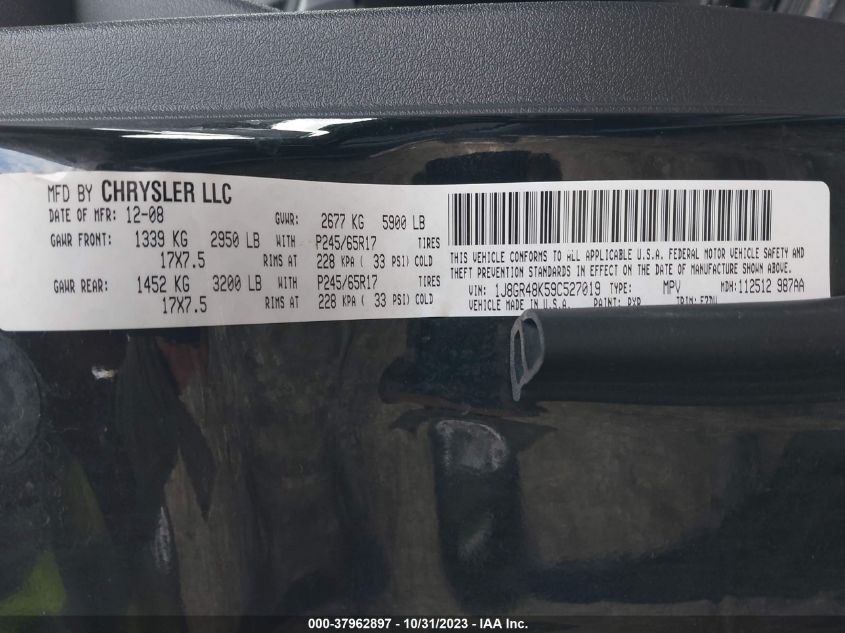 MFD BY CHRYSLER LLC
DATE OF MFR: 12-08 GVWR: 2677 KG 5900 LB
GAWR FRONT: 1339 KG 2950 LB WITH P245/65R17 TIRES
17X7.5 RIMS AT 228 KPA ( 33 PSI) COLD
GAWR REAR: 1452 KG 3200 LB WITH P245/65R17 TIRES
17X7.5 RIMS AT 228 KPA ( 33 PSI) COLD
THIS VEHICLE CONFORMS TO ALL APPLICABLE U.S.A. FEDERAL MOTOR VEHICLE SAFETY AND
THEFT PREVENTION STANDARDS IN EFFECT ON THE DATE OF MANUFACTURE SHOWN ABOVE.
VIN: 1J8GR48K59C527019 TYPE: MPV MDH: 112512 987AA
VEHICLE MADE IN U.S.A. PAINT: PXR TRIM:
000-37962897 - 10/31/2023 - IAA Inc.